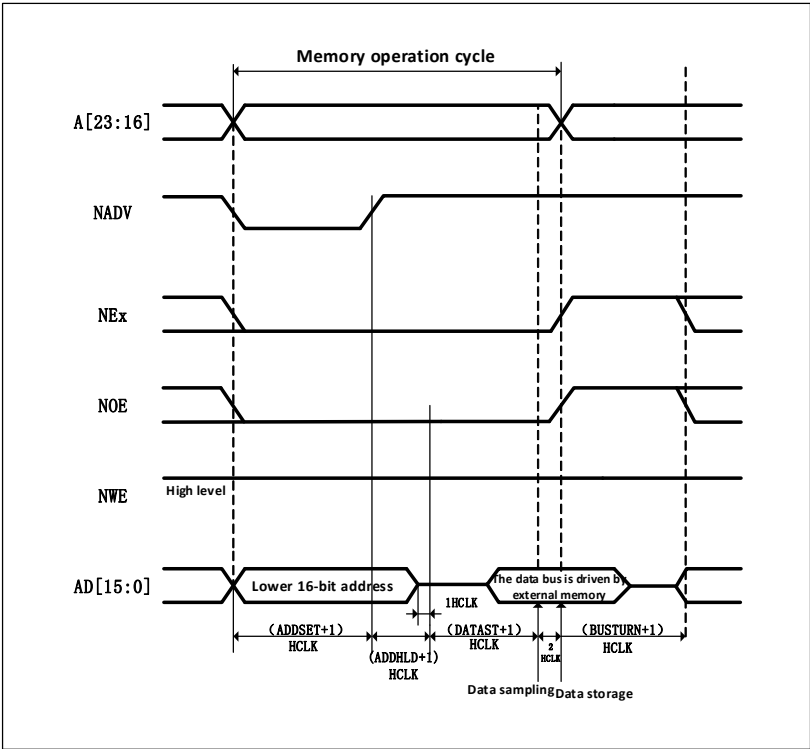 Memory operation cycle
A[23:16]
NADV
NEx
NOE
NWE
High level
AD[15:0]
Lower 16-bit address
The data bus is driven by
external memory
1HCLK
(ADDSET+1)
HCLK
(ADDHLD+1)
HCLK
(DATAST+1)
HCLK
2
HCLK
(BUSTURN+1)
HCLK
Data sampling
Data storage